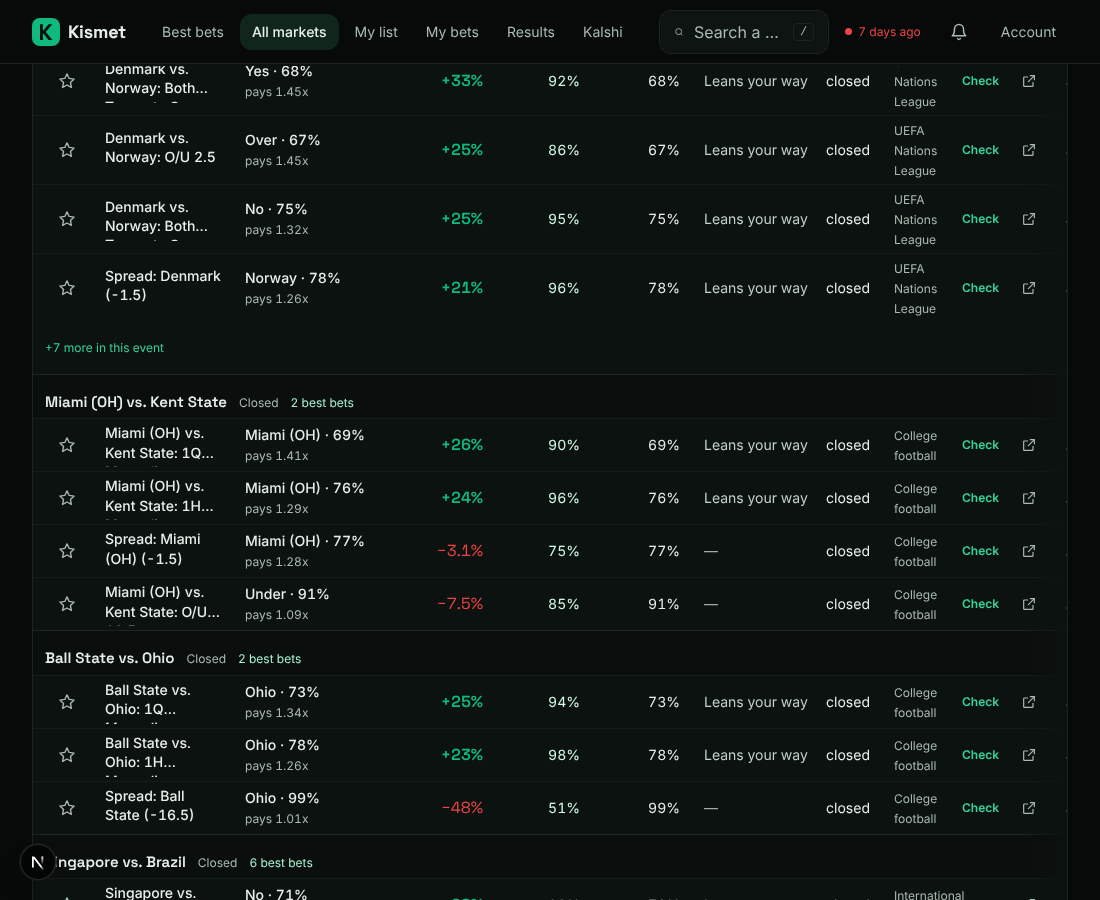 K Kismet Best bets All markets My list My bets Results Kalshi Search a ... / 7 days ago Account
Denmark vs.
Norway: Both...
Yes · 68%
pays 1.45x
+33% 92% 68% Leans your way closed
Nations
League
Check
Denmark vs.
Norway: O/U 2.5
Over · 67%
pays 1.45x
+25% 86% 67% Leans your way closed
UEFA
Nations
League
Check
Denmark vs.
Norway: Both...
No · 75%
pays 1.32x
+25% 95% 75% Leans your way closed
UEFA
Nations
League
Check
Spread: Denmark
(-1.5)
Norway · 78%
pays 1.26x
+21% 96% 78% Leans your way closed
UEFA
Nations
League
Check
+7 more in this event
Miami (OH) vs. Kent State Closed 2 best bets
Miami (OH) vs.
Kent State: 1Q...
Miami (OH) · 69%
pays 1.41x
+26% 90% 69% Leans your way closed
College
football
Check
Miami (OH) vs.
Kent State: 1H...
Miami (OH) · 76%
pays 1.29x
+24% 96% 76% Leans your way closed
College
football
Check
Spread: Miami
(OH) (-1.5)
Miami (OH) · 77%
pays 1.28x
−3.1% 75% 77% — closed
College
football
Check
Miami (OH) vs.
Kent State: O/U...
Under · 91%
pays 1.09x
−7.5% 85% 91% — closed
College
football
Check
Ball State vs. Ohio Closed 2 best bets
Ball State vs.
Ohio: 1Q...
Ohio · 73%
pays 1.34x
+25% 94% 73% Leans your way closed
College
football
Check
Ball State vs.
Ohio: 1H...
Ohio · 78%
pays 1.26x
+23% 98% 78% Leans your way closed
College
football
Check
Spread: Ball
State (-16.5)
Ohio · 99%
pays 1.01x
−48% 51% 99% — closed
College
football
Check
N
ngapore vs. Brazil Closed 6 best bets
Singapore vs.
No · 71%
International